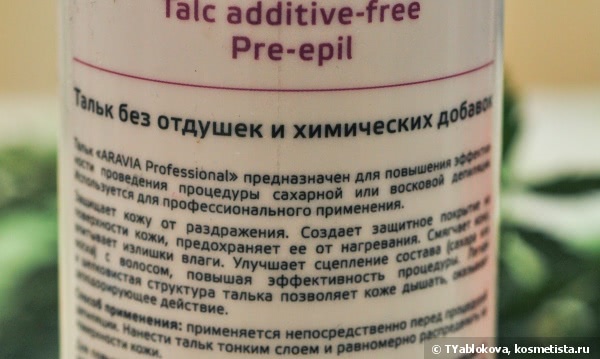 Talc additive-free
Pre-epil
Тальк без отдушек и химических добавок
Тальк «ARAVIA Professional» предназначен для повышения эффектив-
ности проведения процедуры сахарной или восковой депиляции.
Используется для профессионального применения.
Защищает кожу от раздражения. Создает защитное покрытие на
поверхности кожи, предохраняет ее от нагревания. Смягчает кожу,
впитывает излишки влаги. Улучшает сцепление состава (сахара или
воска) с волосом, повышая эффективность процедуры.
и шелковистая структура талька позволяет коже дышать, оказывая
дезодорирующее действие.
Способ применения: применяется непосредственно перед процедурой
депиляции. Нанести тальк тонким слоем и равномерно распределить
поверхности кожи.
© TYablokova, kosmetista.ru